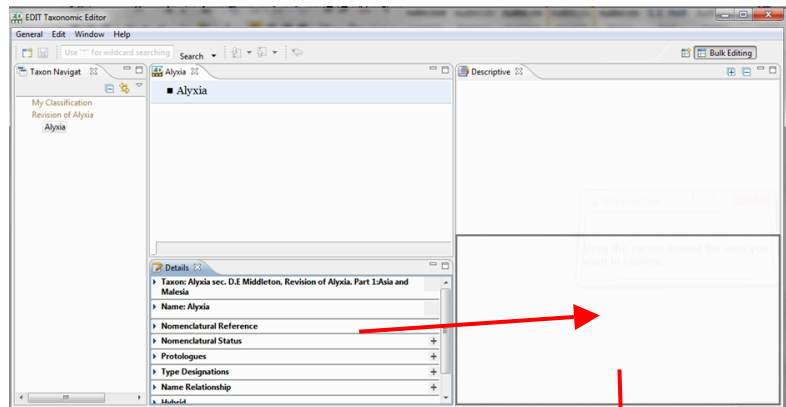 EDIT Taxonomic Editor
General Edit Window Help
Use "*" for wildcard searching Search Bulk Editing
Taxon Navigat
My Classification
Revision of Alyxia
Alyxia
Alyxia
■ Alyxia
Details
Taxon: Alyxia sec. D.E Middleton, Revision of Alyxia. Part 1:Asia and
Malesia
Name: Alyxia
Nomenclatural Reference
Nomenclatural Status +
Protologues +
Type Designations +
Name Relationship +
Hybrid
Descriptive
Drag the cursor around the area you
want to capture.